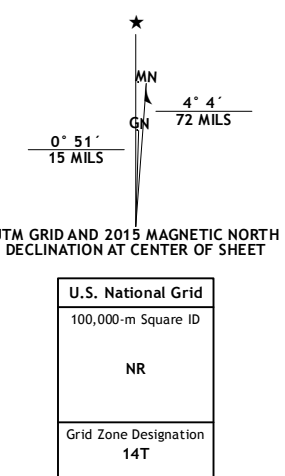 ★
MN
GN
4° 4´
72 MILS
0° 51´
15 MILS
UTM GRID AND 2015 MAGNETIC NORTH
DECLINATION AT CENTER OF SHEET
U.S. National Grid
100,000-m Square ID
NR
Grid Zone Designation
14T